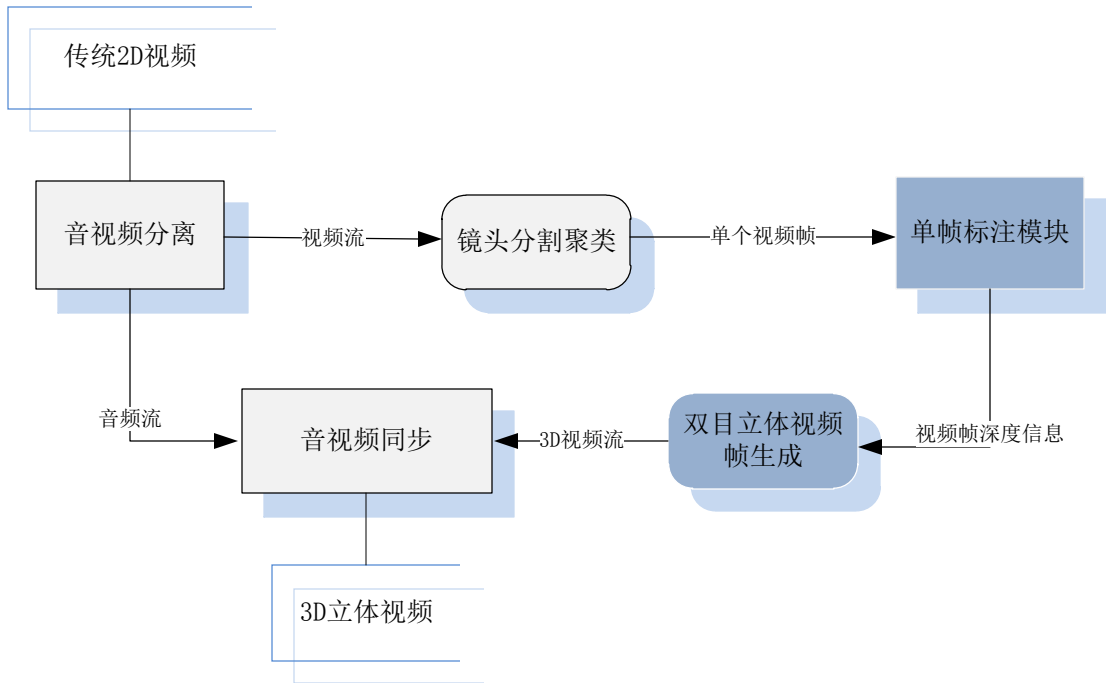 传统2D视频
音视频分离
视频流
镜头分割聚类
单个视频帧
单帧标注模块
音频流
音视频同步
3D视频流
双目立体视频
帧生成
视频帧深度信息
3D立体视频